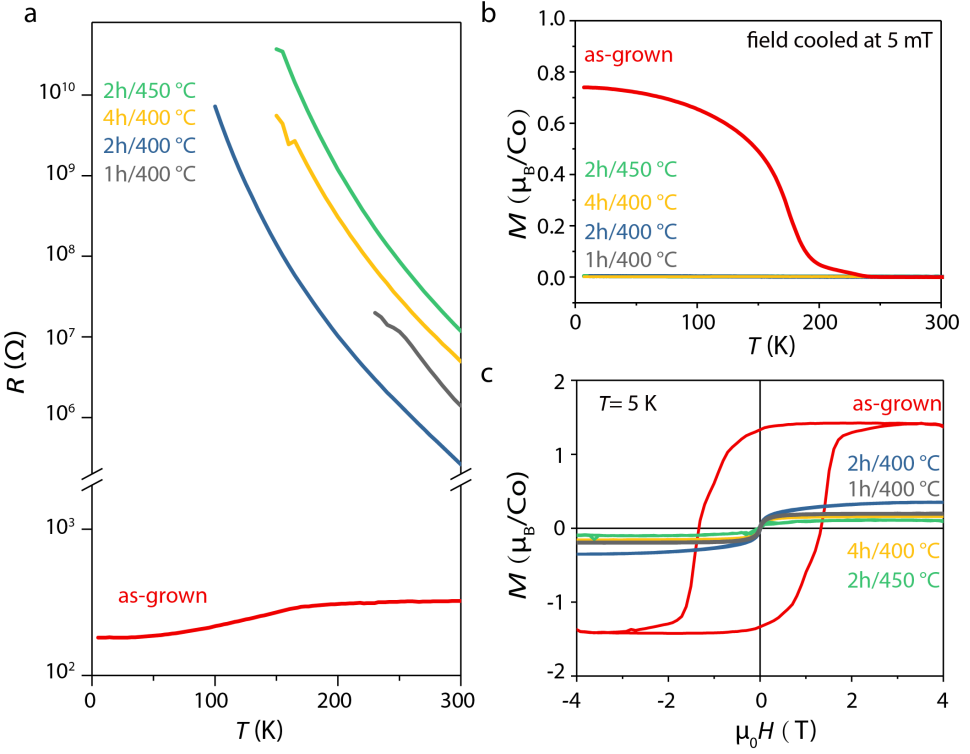 a
2h/450 °C
4h/400 °C
2h/400 °C
1h/400 °C
as-grown
R (Ω)
10¹⁰
10⁹
10⁸
10⁷
10⁶
10³
10²
0
100
200
300
T (K)
b
field cooled at 5 mT
as-grown
2h/450 °C
4h/400 °C
2h/400 °C
1h/400 °C
M (μB/Co)
1.0
0.8
0.6
0.4
0.2
0.0
0
100
200
300
T (K)
c
T= 5 K
as-grown
2h/400 °C
1h/400 °C
4h/400 °C
2h/450 °C
M (μB/Co)
2
1
0
-1
-2
-4
-2
0
2
4
μ₀H (T)